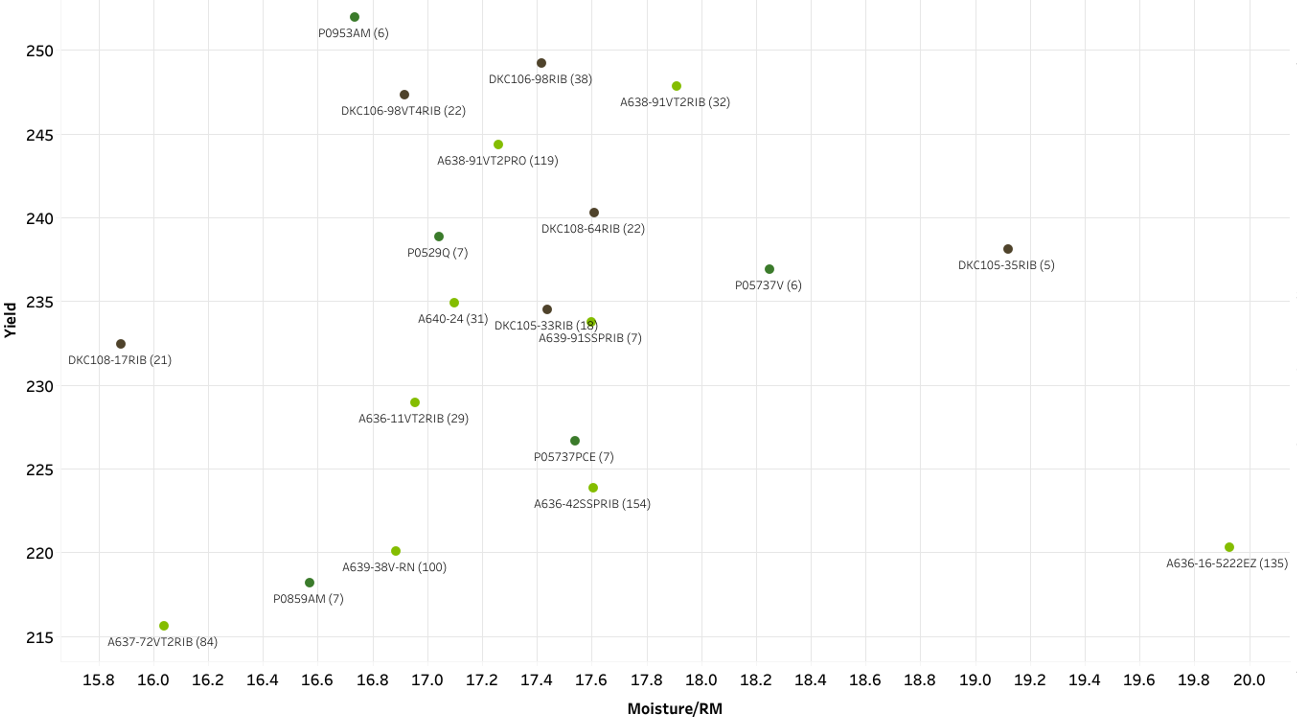 P0953AM (6)
250
DKC106-98RIB (38)
A638-91VT2RIB (32)
DKC106-98VT4RIB (22)
245
A638-91VT2PRO (119)
240
DKC108-64RIB (22)
P0529Q (7)
DKC105-35RIB (5)
P05737V (6)
235
A640-24 (31)
DKC105-33RIB (18)
A639-91SSPRIB (7)
Yield
DKC108-17RIB (21)
230
A636-11VT2RIB (29)
P05737PCE (7)
225
A636-42SSPRIB (154)
220
A639-38V-RN (100)
A636-16-5222EZ (135)
P0859AM (7)
215
A637-72VT2RIB (84)
15.8 16.0 16.2 16.4 16.6 16.8 17.0 17.2 17.4 17.6 17.8 18.0 18.2 18.4 18.6 18.8 19.0 19.2 19.4 19.6 19.8 20.0
Moisture/RM